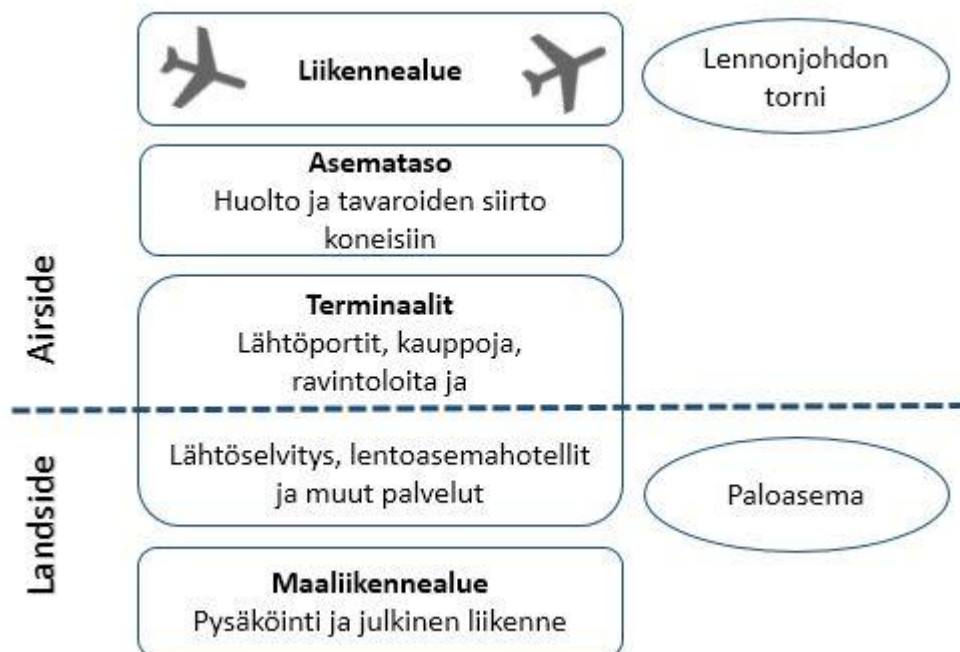 Liikennealue
Lennonjohdon
torni
Asemataso
Huolto ja tavaroiden siirto
koneisiin
Airside
Terminaalit
Lähtöportit, kauppoja,
ravintoloita ja
Landside
Lähtöselvitys, lentoasemahotellit
ja muut palvelut
Paloasema
Maaliikennealue
Pysäköinti ja julkinen liikenne